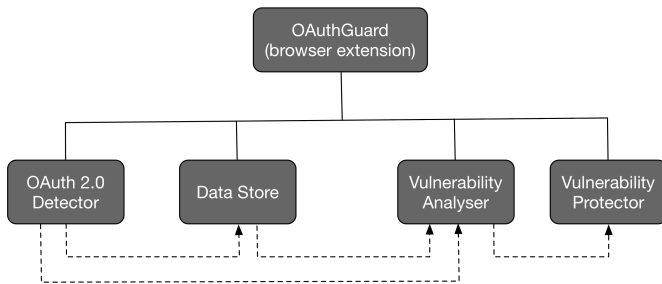 OAuthGuard
(browser extension)
OAuth 2.0
Detector
Data Store
Vulnerability
Analyser
Vulnerability
Protector